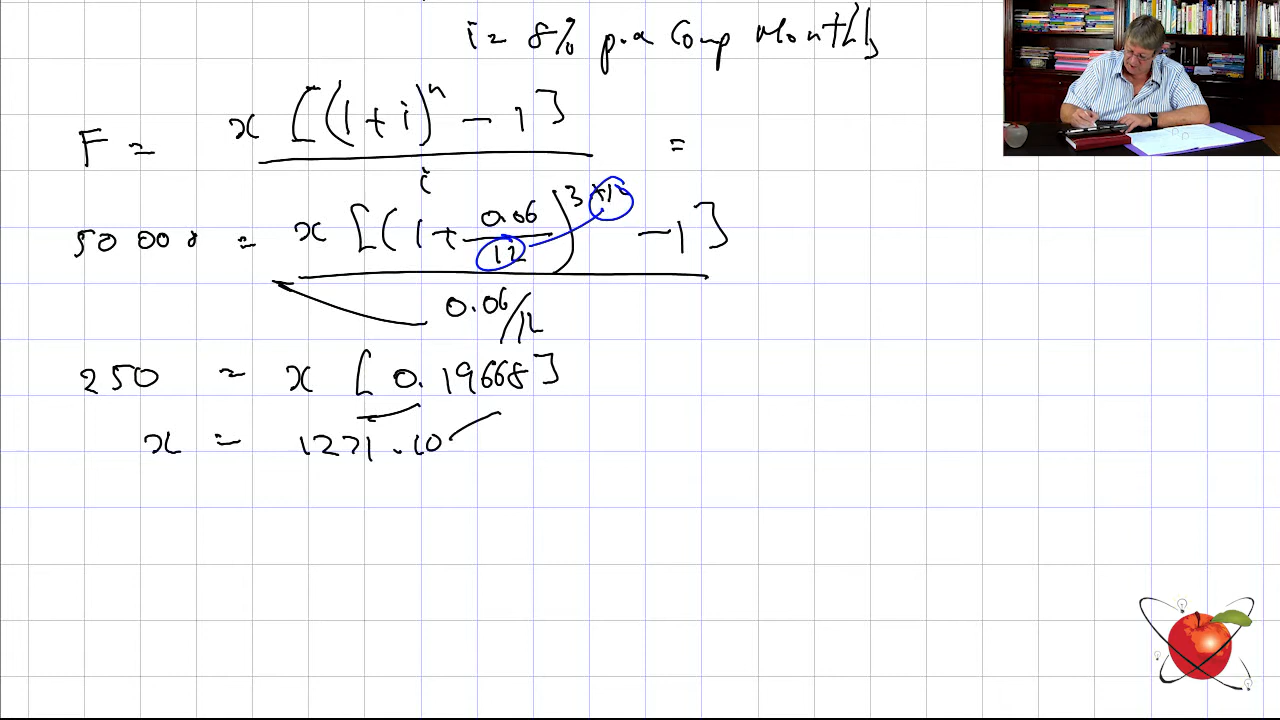 i = 8% p.a Comp Monthly
F = x [(1+i)^n - 1] / i =
50 000 = x [(1 + 0.06/12)^3×12 - 1] / 0.06/12
250 = x [0.19668]
x = 1271.10